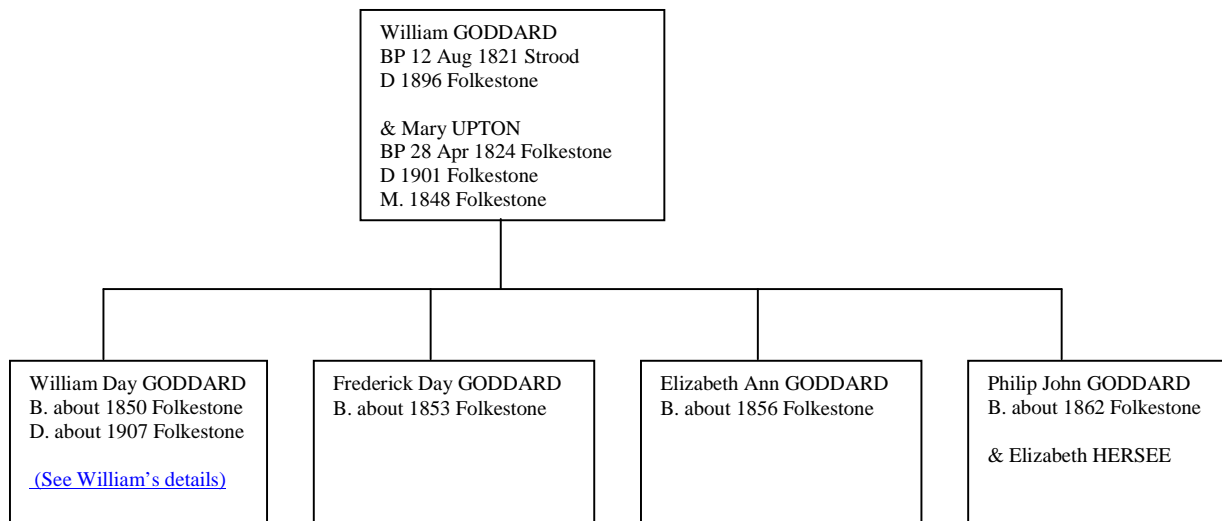 William GODDARD
BP 12 Aug 1821 Strood
D 1896 Folkestone
& Mary UPTON
BP 28 Apr 1824 Folkestone
D 1901 Folkestone
M. 1848 Folkestone
William Day GODDARD
B. about 1850 Folkestone
D. about 1907 Folkestone
(See William’s details)
Frederick Day GODDARD
B. about 1853 Folkestone
Elizabeth Ann GODDARD
B. about 1856 Folkestone
Philip John GODDARD
B. about 1862 Folkestone
& Elizabeth HERSEE